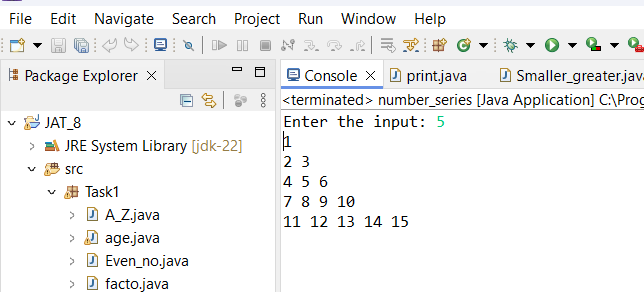 File Edit Navigate Search Project Run Window Help
Package Explorer
JAT_8
JRE System Library [jdk-22]
src
Task1
A_Z.java
age.java
Even_no.java
facto.java
Console print.java Smaller_greater.java
<terminated> number_series [Java Application] C:\Prog
Enter the input: 5
1
2 3
4 5 6
7 8 9 10
11 12 13 14 15